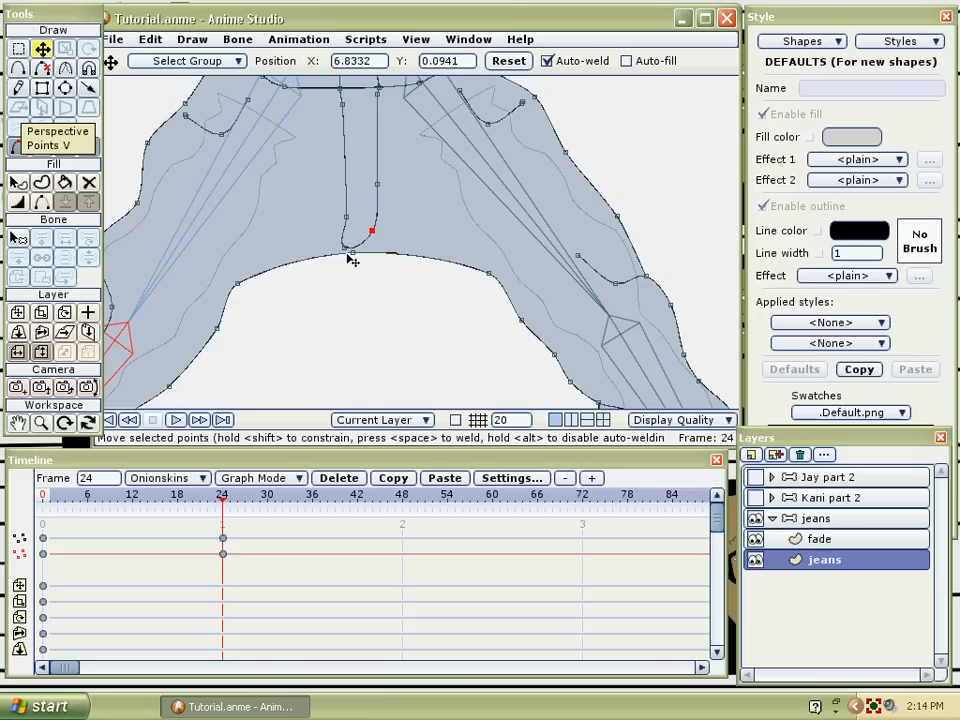 Tools
Draw
Perspective
Points V
Fill
Bone
Layer
Camera
Workspace
Tutorial.anme - Anime Studio
File Edit Draw Bone Animation Scripts View Window Help
Select Group Position X: 6.8332 Y: 0.0941 Reset Auto-weld Auto-fill
Current Layer 20 Display Quality
Move selected points (hold <shift> to constrain, press <space> to weld, hold <alt> to disable auto-weldin Frame: 24
Style
Shapes Styles
DEFAULTS (For new shapes)
Name
Enable fill
Fill color
Effect 1 <plain> ...
Effect 2 <plain> ...
Enable outline
Line color
No
Brush
Line width 1
Effect <plain> ...
Applied styles:
<None>
<None>
Defaults Copy Paste
Swatches
.Default.png
Layers
...
Jay part 2
Kani part 2
jeans
fade
jeans
Timeline
Frame 24 Onionskins Graph Mode Delete Copy Paste Settings... - +
0 6 12 18 24 30 36 42 48 54 60 66 72 78 84
0 1 2 3
start Tutorial.anme - Anim... 2:14 PM